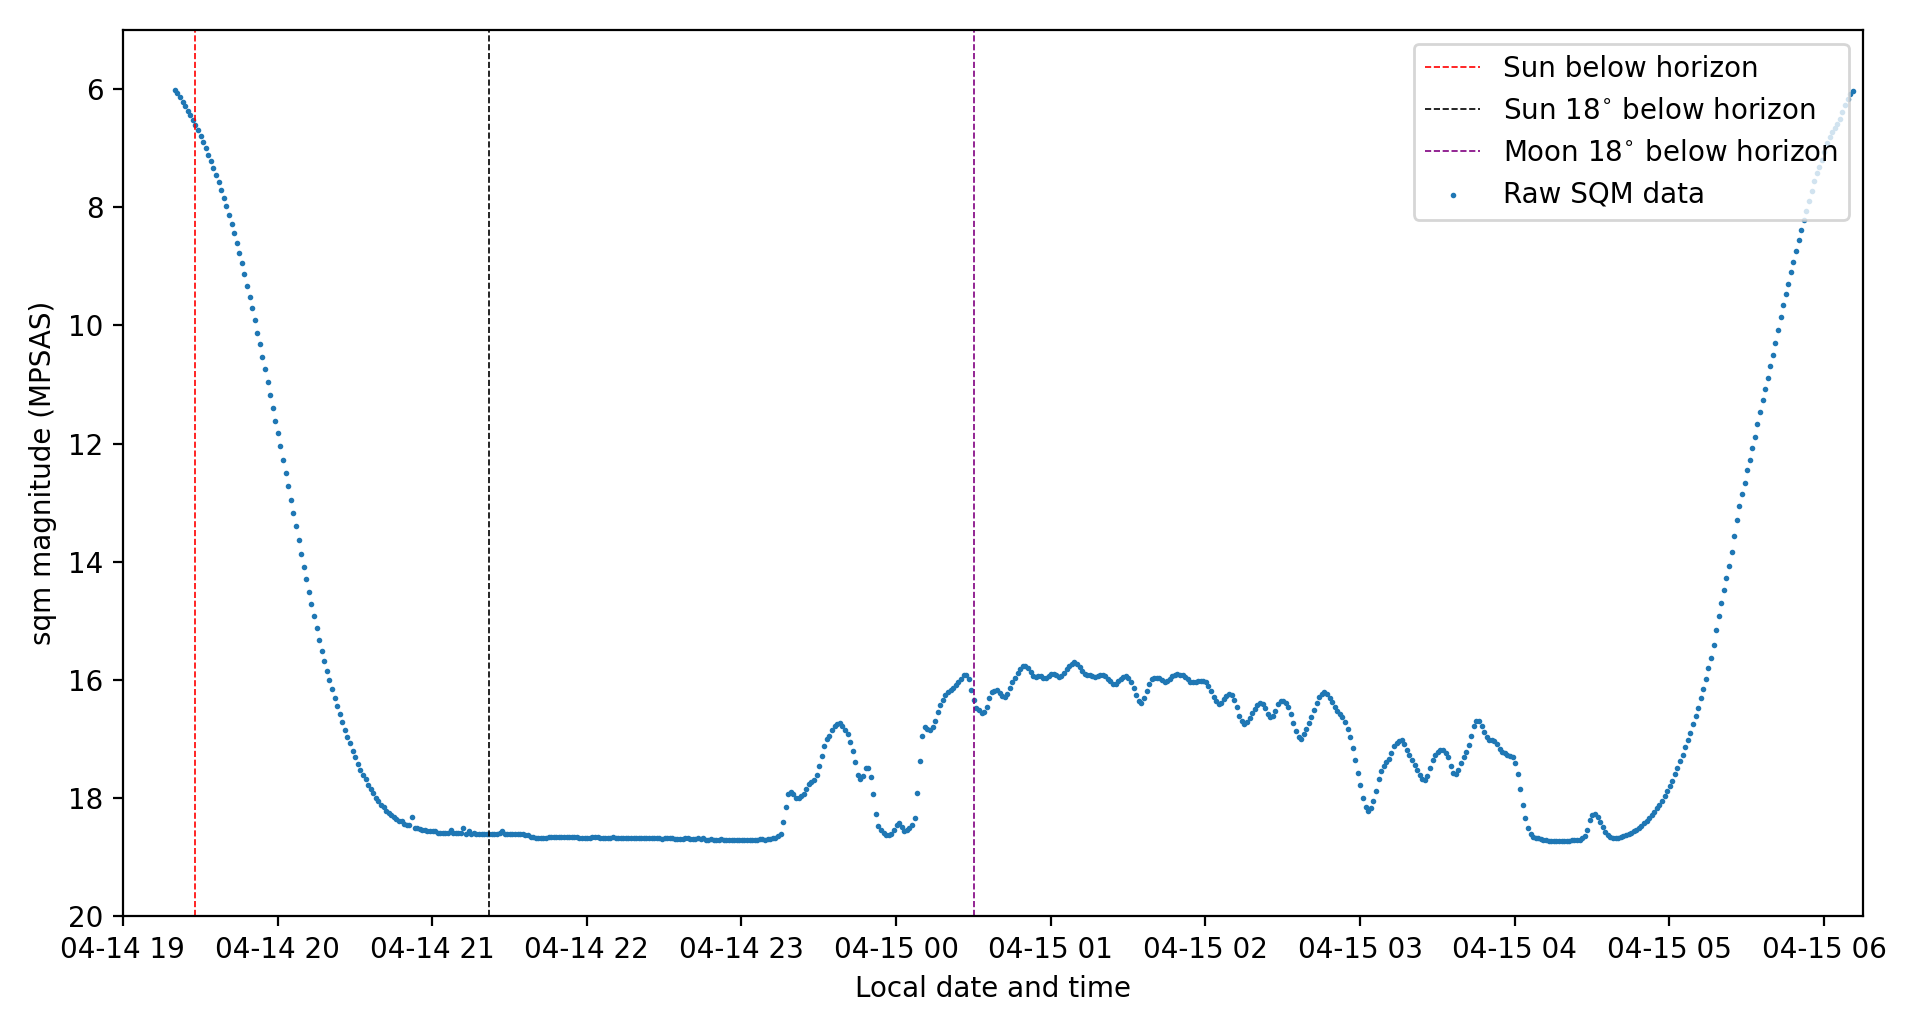 Sun below horizon
Sun 18° below horizon
Moon 18° below horizon
Raw SQM data
sqm magnitude (MPSAS)
6
8
10
12
14
16
18
20
04-14 19 04-14 20 04-14 21 04-14 22 04-14 23 04-15 00 04-15 01 04-15 02 04-15 03 04-15 04 04-15 05 04-15 06
Local date and time